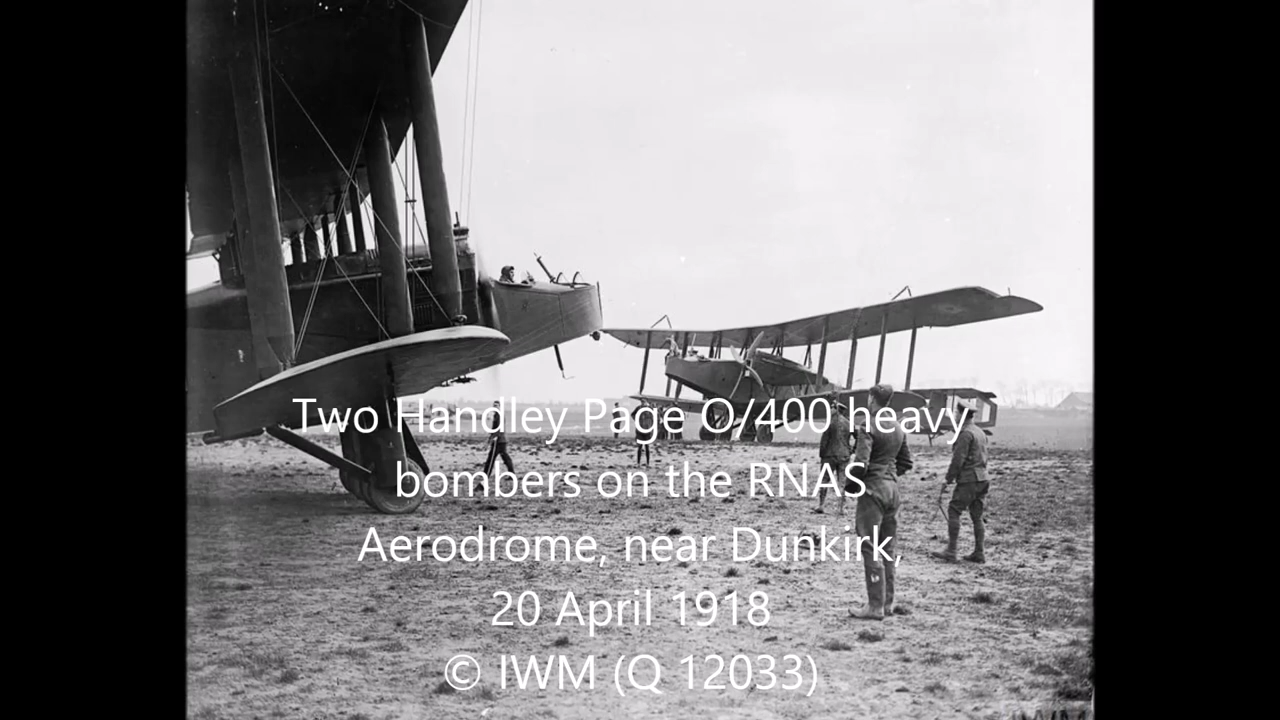 Two Handley Page O/400 heavy
bombers on the RNAS
Aerodrome, near Dunkirk,
20 April 1918
© IWM (Q 12033)